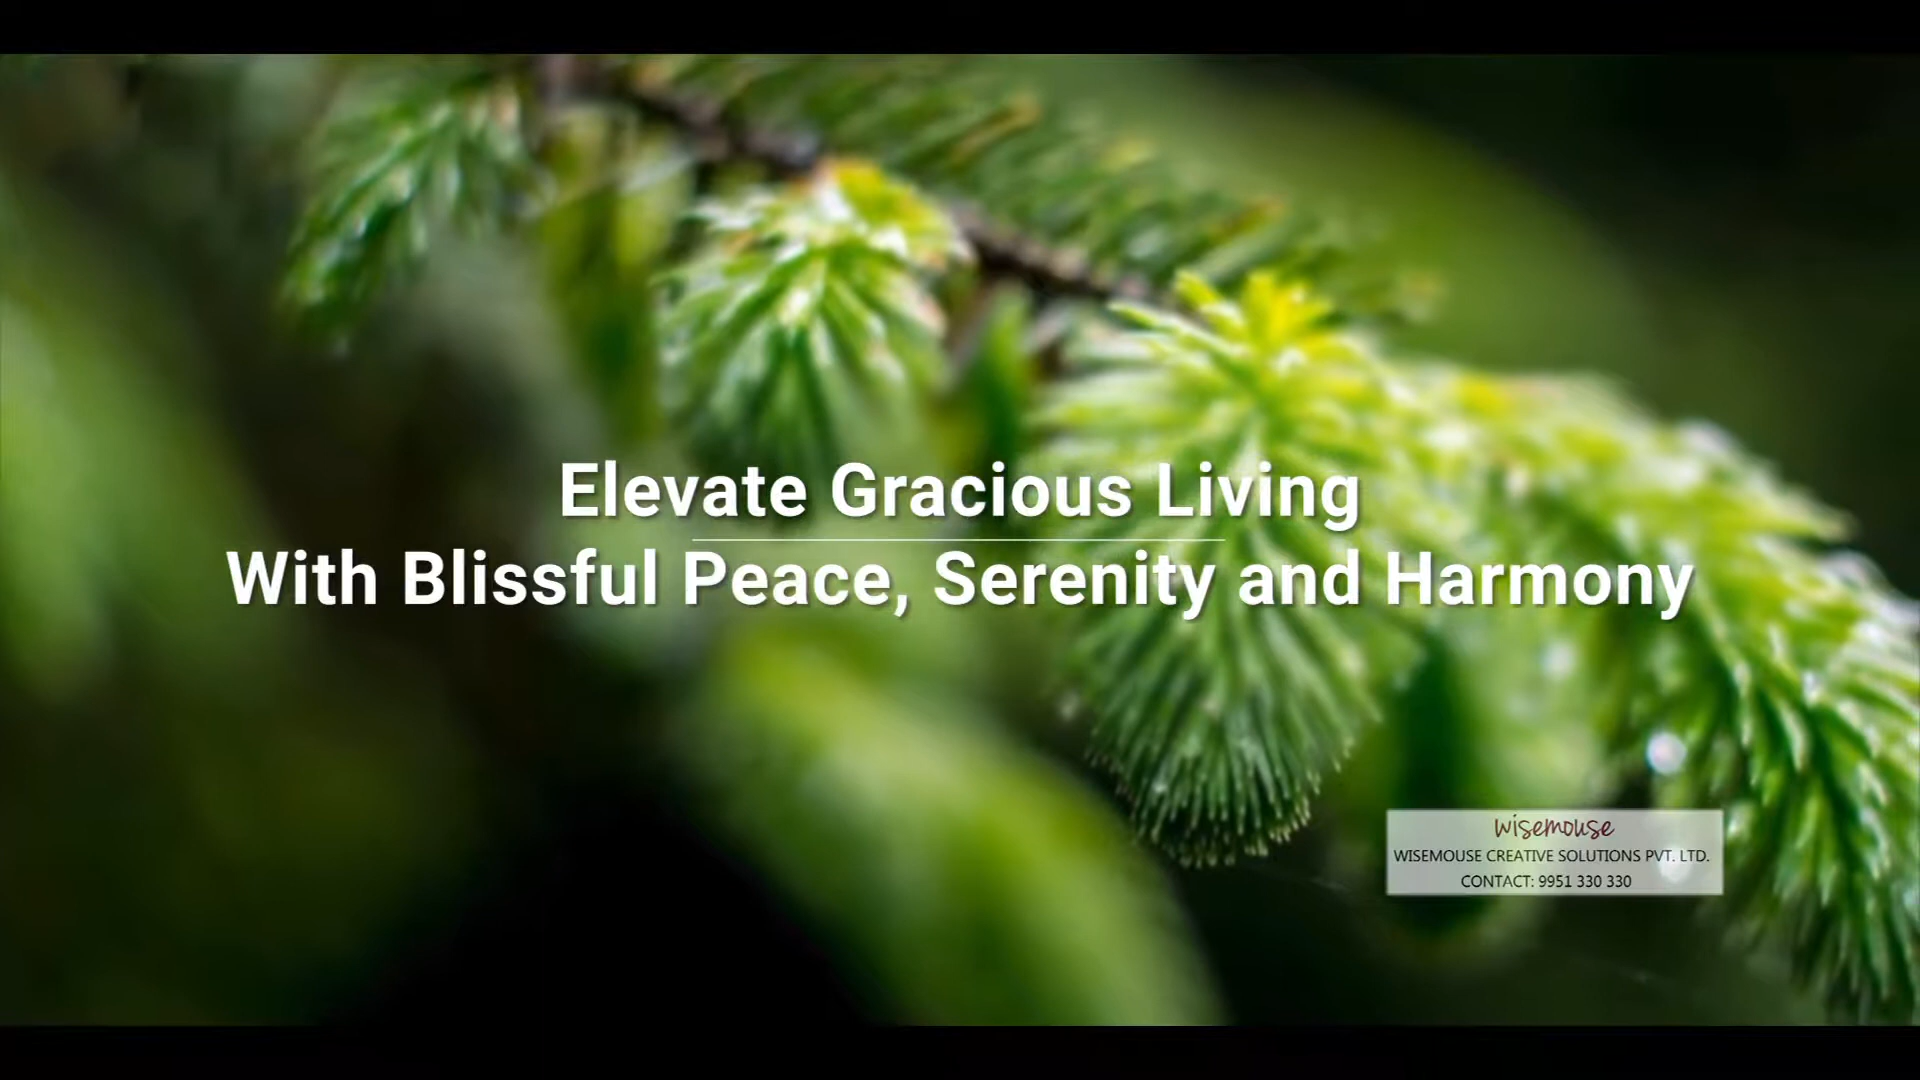 Elevate Gracious Living
With Blissful Peace, Serenity and Harmony
wisemouse
WISEMOUSE CREATIVE SOLUTIONS PVT. LTD.
CONTACT: 9951 330 330